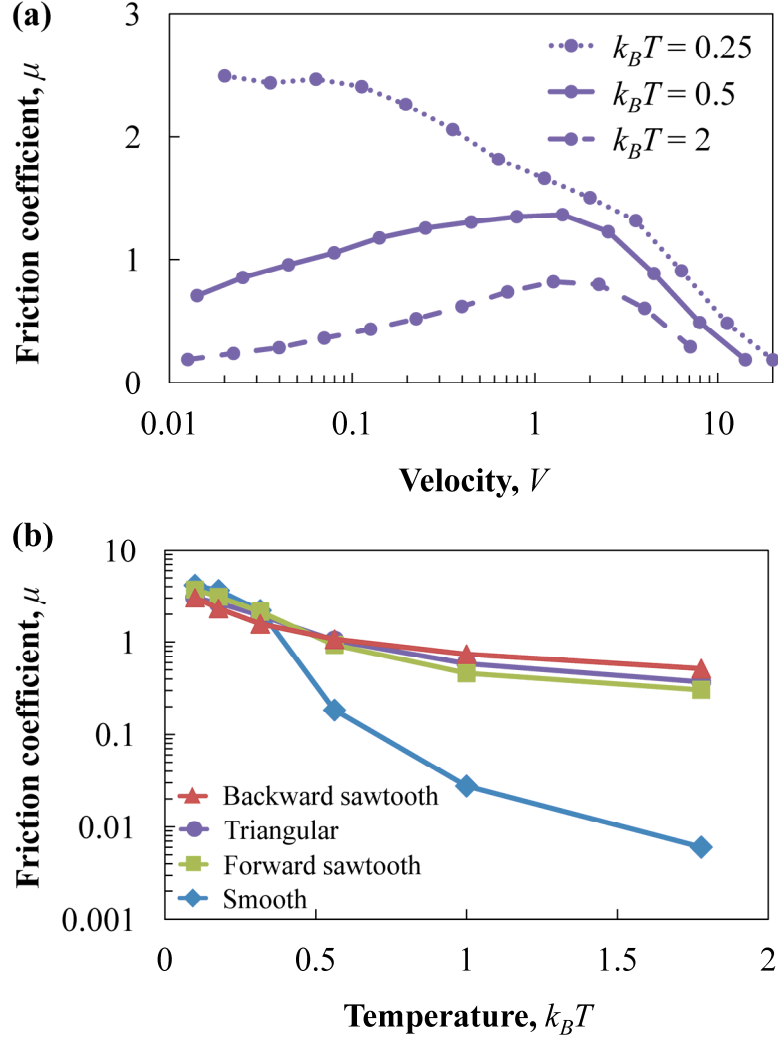 (a)
3
2
1
0
Friction coefficient, μ
k_BT = 0.25
k_BT = 0.5
k_BT = 2
0.01 0.1 1 10
Velocity, V
(b)
10
1
0.1
0.01
0.001
Friction coefficient, μ
Backward sawtooth
Triangular
Forward sawtooth
Smooth
0 0.5 1 1.5 2
Temperature, k_BT